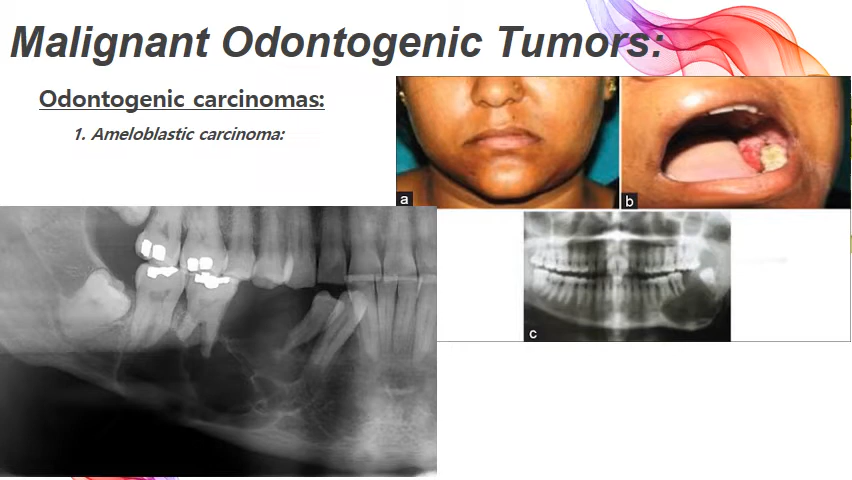 Malignant Odontogenic Tumors:
Odontogenic carcinomas:
1. Ameloblastic carcinoma:
a
b
c